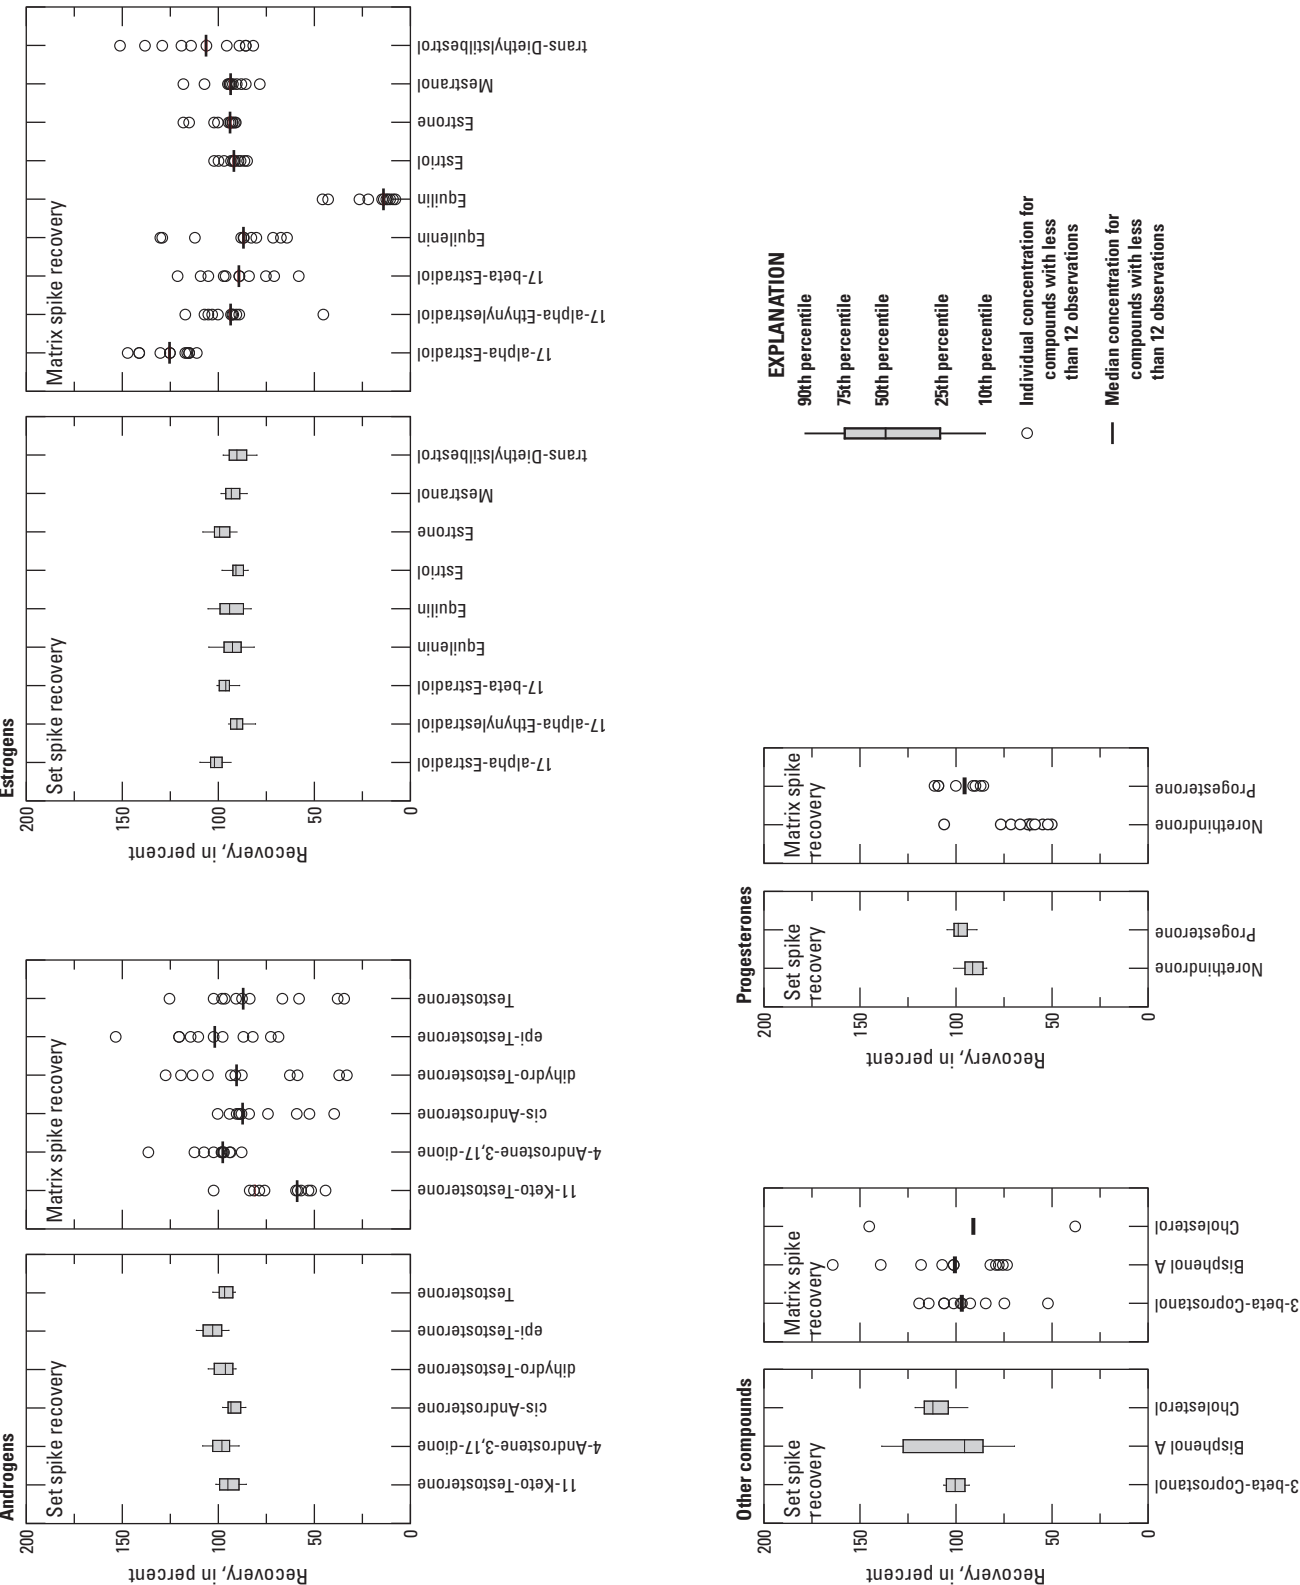 Androgens
Recovery, in percent
200
150
100
50
0
Set spike recovery
11-Keto-Testosterone
4-Androstene-3,17-dione
cis-Androsterone
dihydro-Testosterone
epi-Testosterone
Testosterone
Matrix spike recovery
11-Keto-Testosterone
4-Androstene-3,17-dione
cis-Androsterone
dihydro-Testosterone
epi-Testosterone
Testosterone
Estrogens
Recovery, in percent
200
150
100
50
0
Set spike recovery
17-alpha-Estradiol
17-alpha-Ethynylestradiol
17-beta-Estradiol
Equilenin
Equilin
Estriol
Estrone
Mestranol
trans-Diethylstilbestrol
Matrix spike recovery
17-alpha-Estradiol
17-alpha-Ethynylestradiol
17-beta-Estradiol
Equilenin
Equilin
Estriol
Estrone
Mestranol
trans-Diethylstilbestrol
Other compounds
Recovery, in percent
200
150
100
50
0
Set spike
recovery
3-beta-Coprostanol
Bisphenol A
Cholesterol
Matrix spike
recovery
3-beta-Coprostanol
Bisphenol A
Cholesterol
Progesterones
Recovery, in percent
200
150
100
50
0
Set spike
recovery
Norethindrone
Progesterone
Matrix spike
recovery
Norethindrone
Progesterone
EXPLANATION
90th percentile
75th percentile
50th percentile
25th percentile
10th percentile
Individual concentration for
compounds with less
than 12 observations
Median concentration for
compounds with less
than 12 observations